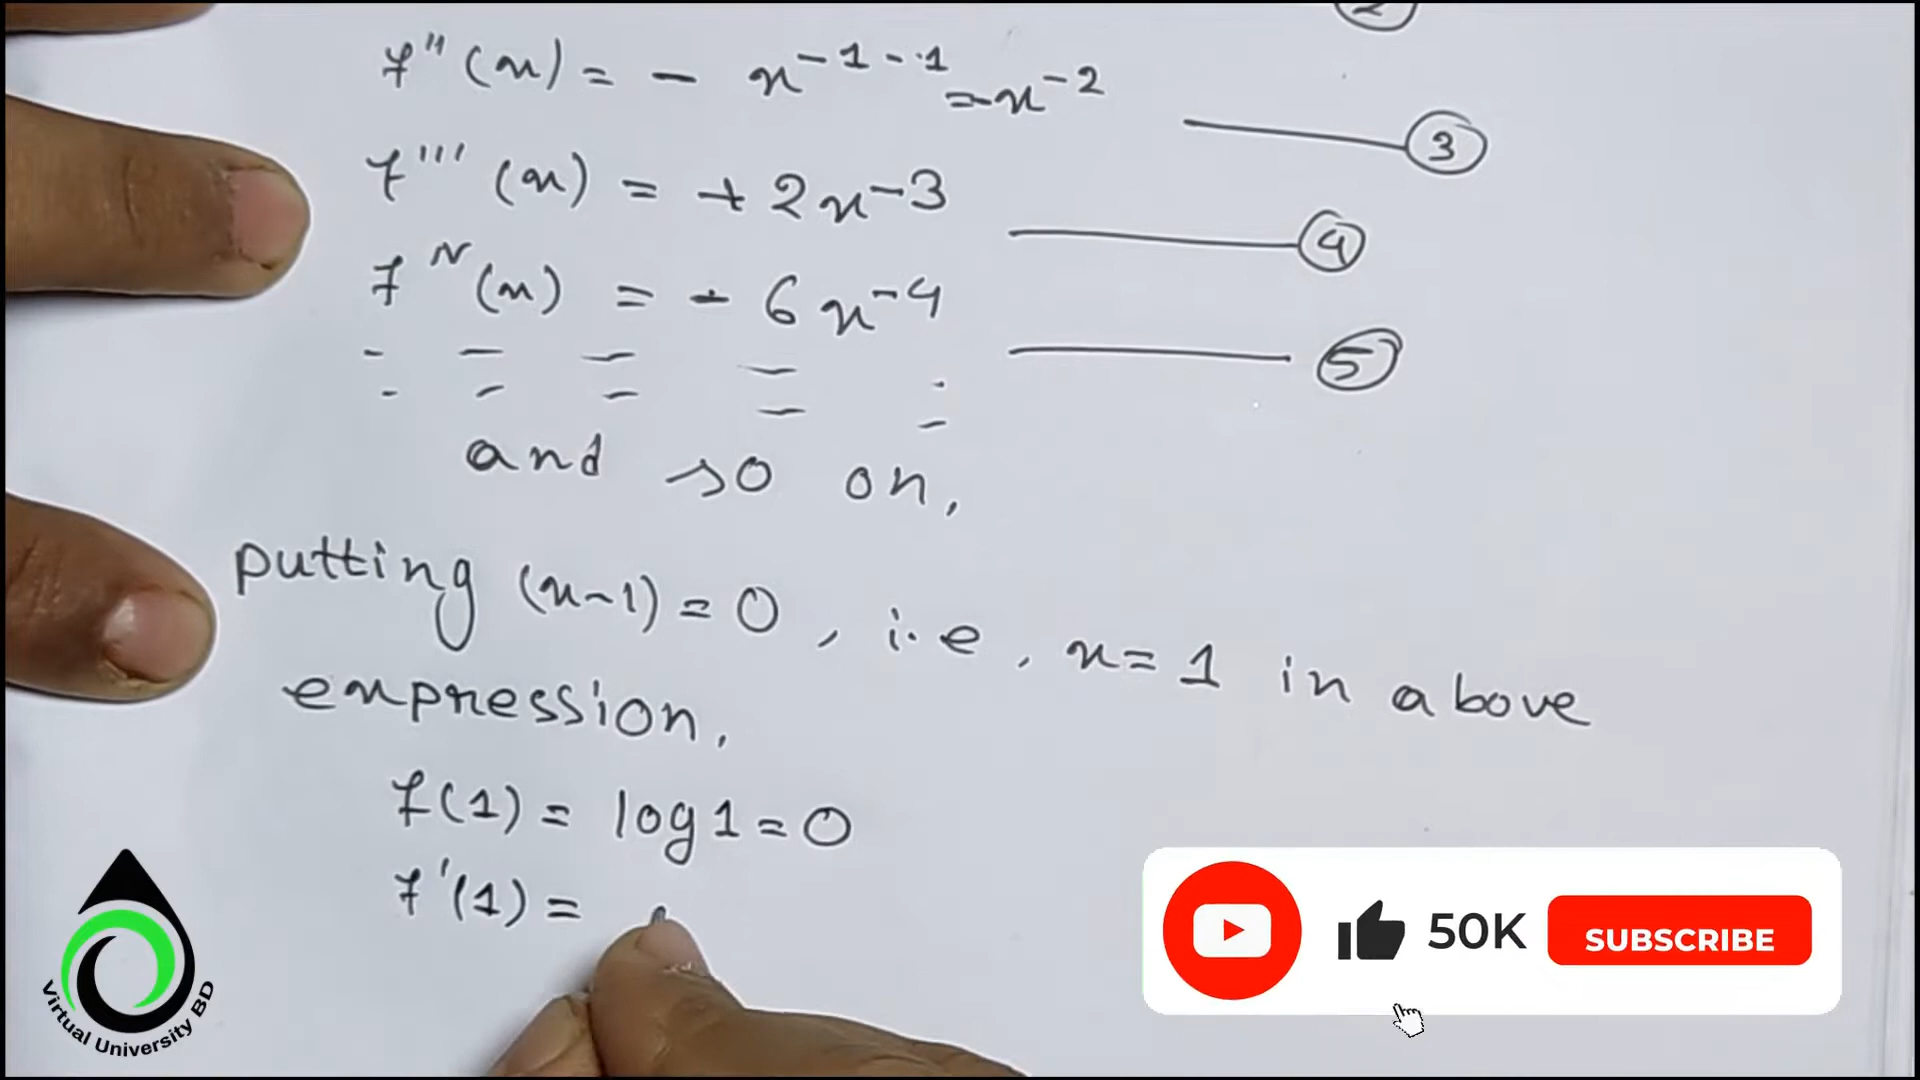 2
f''(x) = - x^-1-1 = -x^-2 3
f'''(x) = + 2x^-3 4
f^IV(x) = - 6x^-4 5
and so on,
putting (x-1) = 0, i.e, x = 1 in above
expression,
f(1) = log 1 = 0
f'(1) =
50K SUBSCRIBE
Virtual University BD